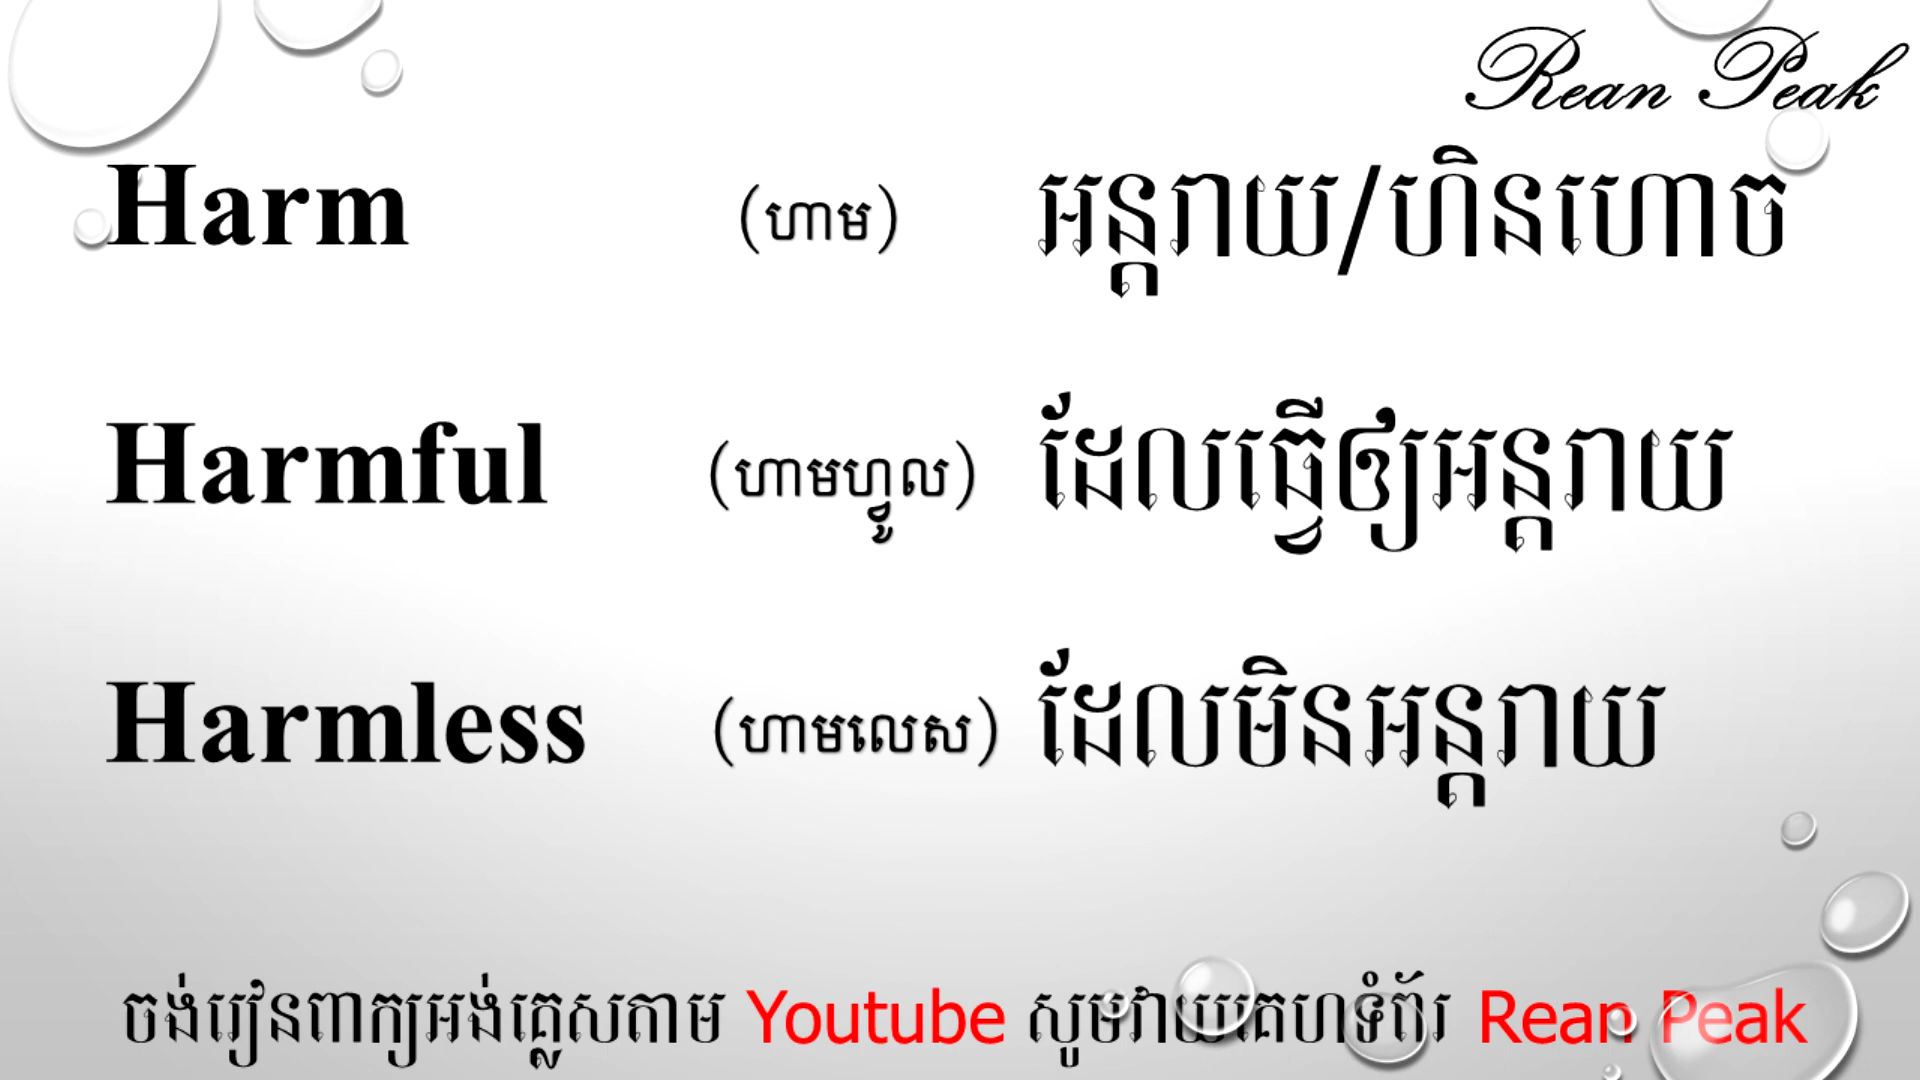 Rean Peak
Harm (ហាម) អន្តរាយ/ហិនហោច
Harmful (ហាមហ្វូល) ដែលធ្វើឲ្យអន្តរាយ
Harmless (ហាមលេស) ដែលមិនអន្តរាយ
ចង់រៀនពាក្យអង់គ្លេសតាម Youtube សូមវាយគេហទំព័រ Rean Peak